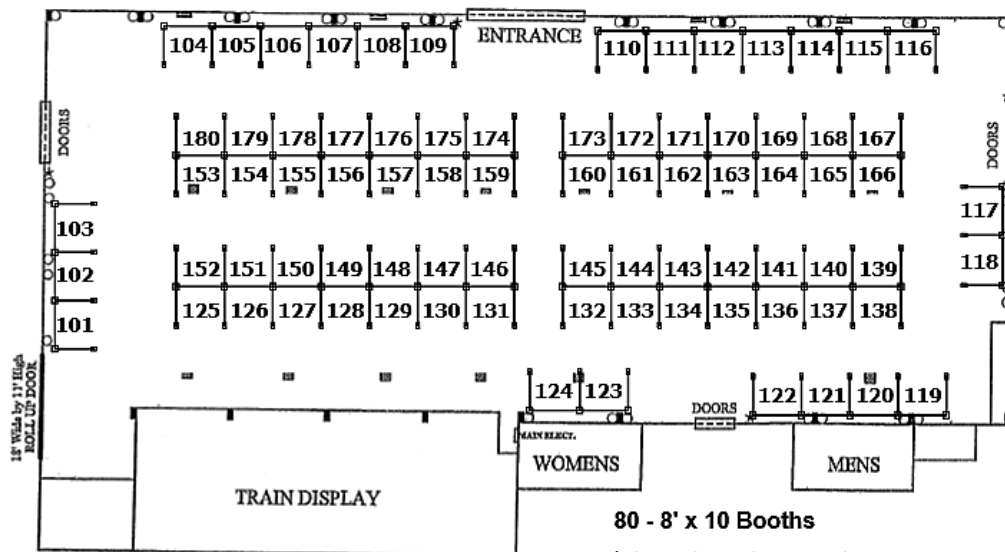 104 105 106 107 108 109
ENTRANCE
110 111 112 113 114 115 116
DOORS
180 179 178 177 176 175 174
173 172 171 170 169 168 167
DOORS
153 154 155 156 157 158 159
160 161 162 163 164 165 166
103
102
101
117
118
152 151 150 149 148 147 146
145 144 143 142 141 140 139
125 126 127 128 129 130 131
132 133 134 135 136 137 138
18' Wide by 11' High
ROLL UP DOOR
124 123
DOORS
122 121 120 119
MAIN ELECT.
WOMENS
MENS
TRAIN DISPLAY
80 - 8' x 10 Booths